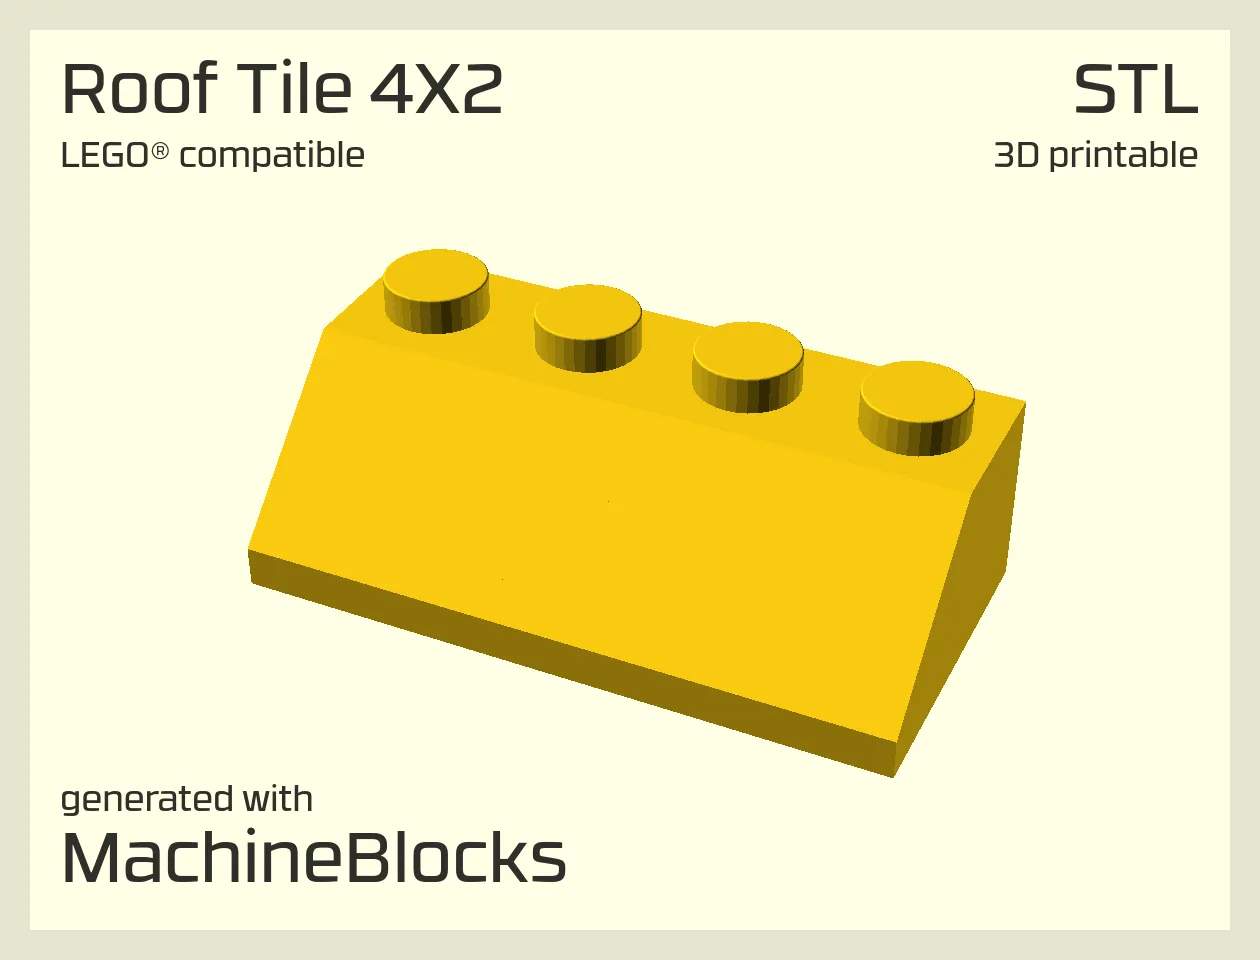 Roof Tile 4X2
LEGO® compatible
STL
3D printable
generated with
MachineBlocks